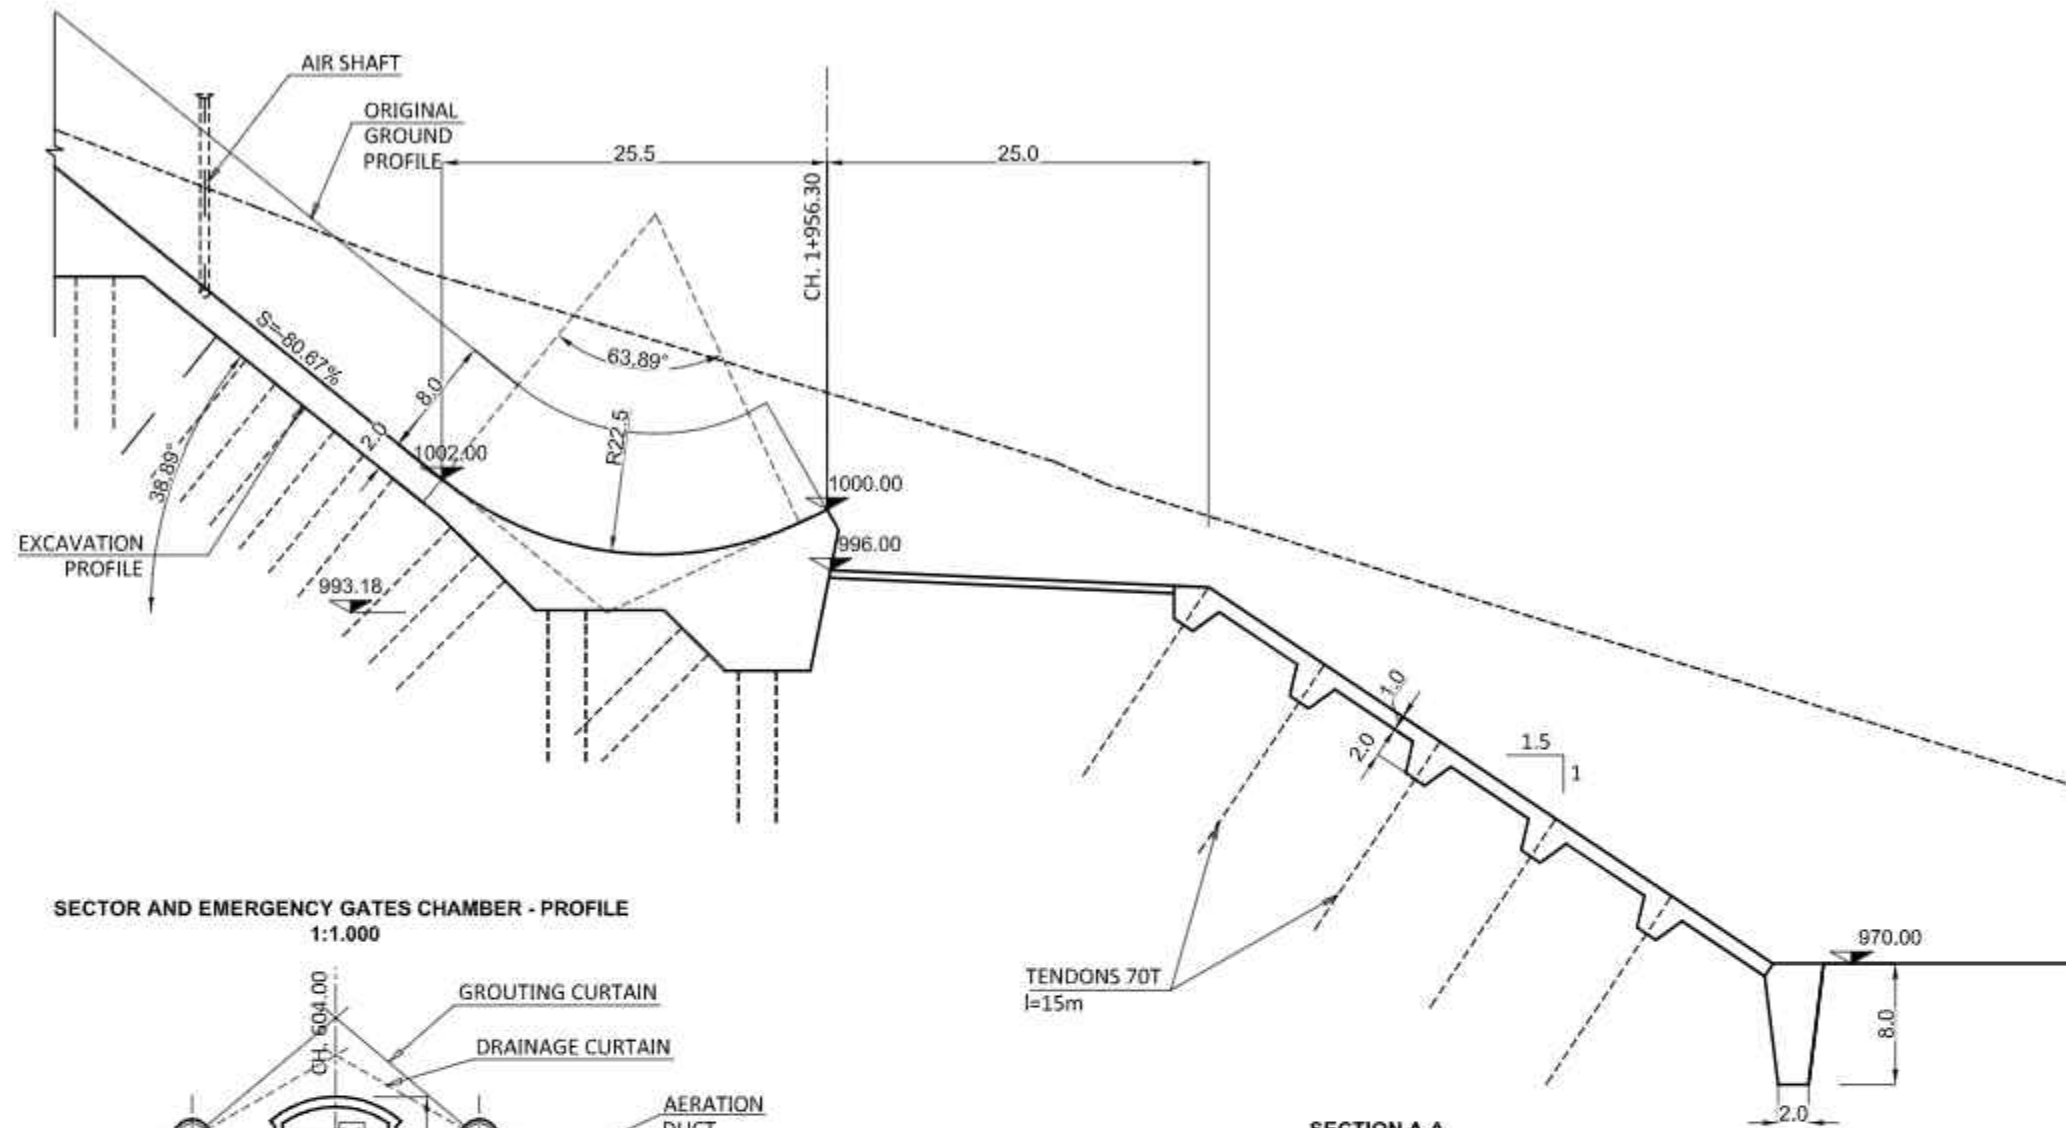 AIR SHAFT
ORIGINAL
GROUND
PROFILE
25.5
25.0
CH. 1+956.30
S=-80.67%
63,89°
8.0
R22,5
2.0
1002.00
1000.00
38,89°
996.00
EXCAVATION
PROFILE
993.18
1.0
2.0
1.5
1
SECTOR AND EMERGENCY GATES CHAMBER - PROFILE
1:1.000
970.00
TENDONS 70T
l=15m
8.0
CH. 604.00
GROUTING CURTAIN
DRAINAGE CURTAIN
AERATION
DUCT
2.0
SECTION A-A